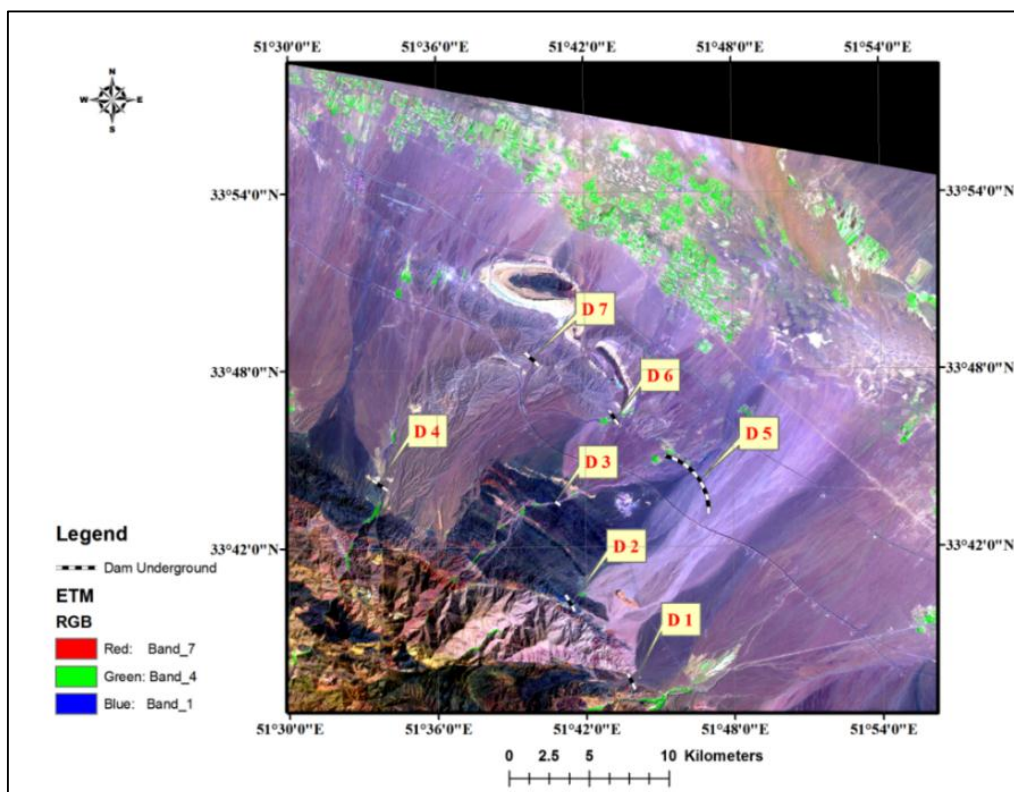 51°30'0"E 51°36'0"E 51°42'0"E 51°48'0"E 51°54'0"E
N
W E
S
33°54'0"N 33°54'0"N
D 7
33°48'0"N 33°48'0"N
D 6
D 4 D 5
D 3
Legend
Dam Underground
ETM
RGB
Red: Band_7
Green: Band_4
Blue: Band_1
33°42'0"N 33°42'0"N
D 2
D 1
51°30'0"E 51°36'0"E 51°42'0"E 51°48'0"E 51°54'0"E
0 2.5 5 10 Kilometers